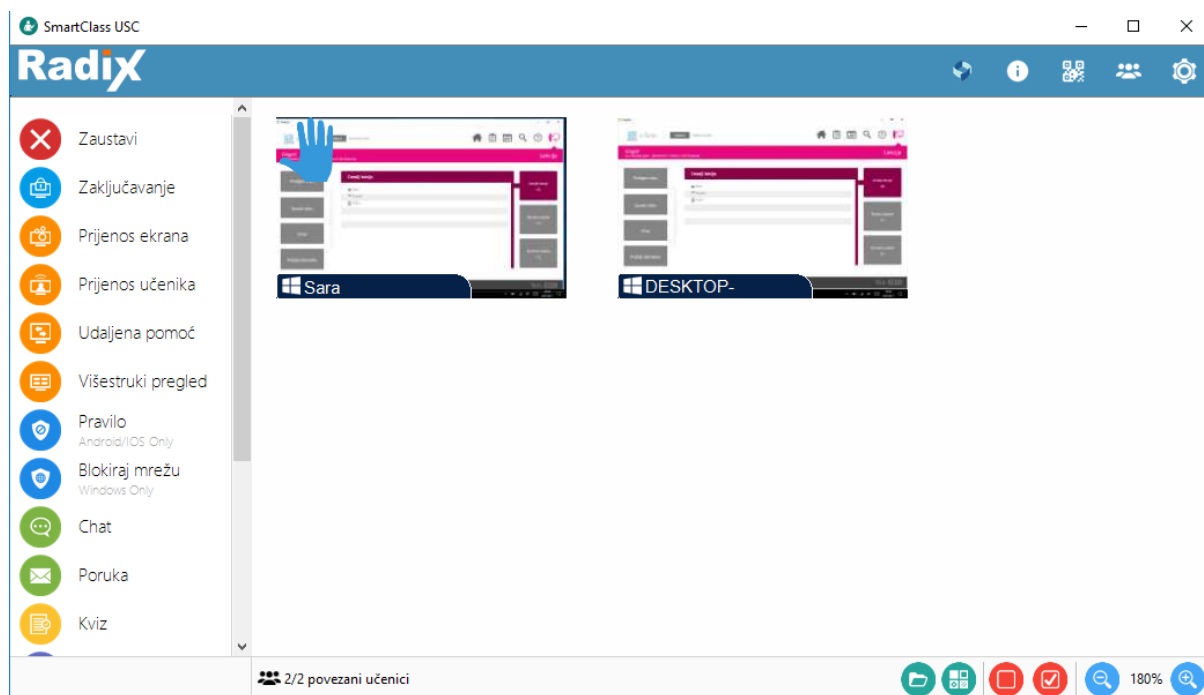 SmartClass USC
Radix
Zaustavi
Zaključavanje
Prijenos ekrana
Prijenos učenika
Udaljena pomoć
Višestruki pregled
Pravilo
Android/IOS Only
Blokiraj mrežu
Windows Only
Chat
Poruka
Kviz
Sara
DESKTOP-
2/2 povezani učenici
180%